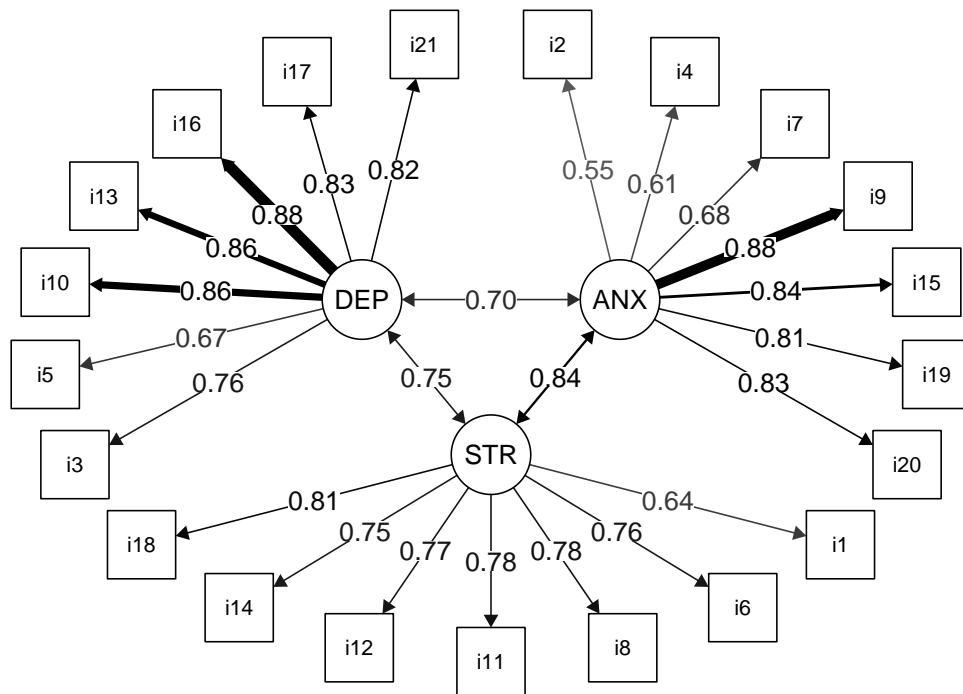 i21
i2
i17
i4
i16
i7
i13
i9
0.83
0.82
0.55
0.61
0.68
0.88
0.86
0.88
i10
0.86
DEP
0.70
ANX
0.84
i15
0.67
0.81
i5
0.76
0.75
0.84
0.83
i19
i3
STR
i20
0.81
0.64
i18
0.75
0.77
0.78
0.78
0.76
i1
i14
i6
i12
i11
i8